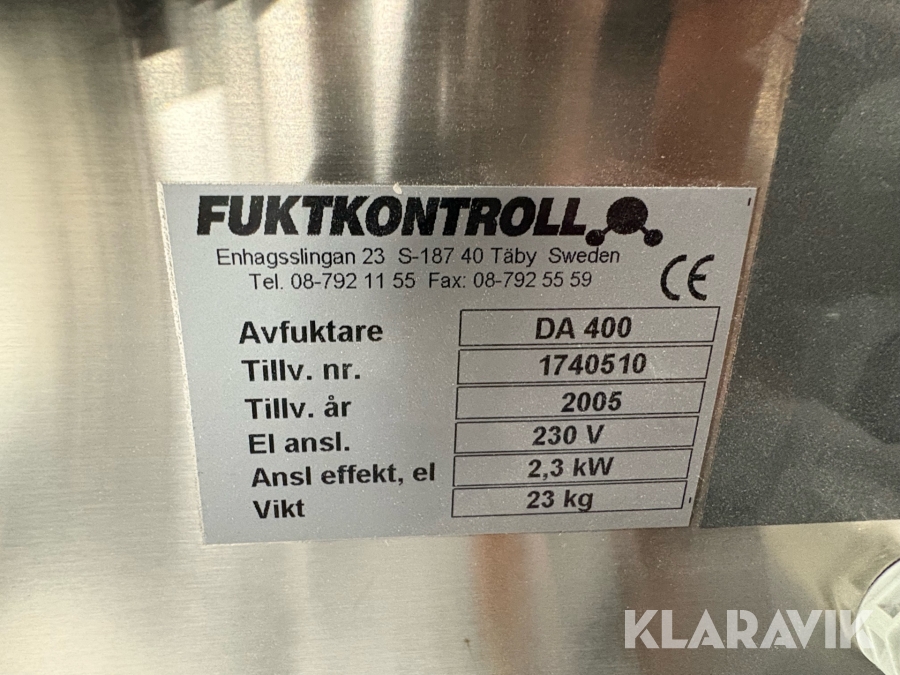 FUKTKONTROLL
Enhagsslingan 23 S-187 40 Täby Sweden
Tel. 08-792 11 55 Fax: 08-792 55 59
CE
Avfuktare DA 400
Tillv. nr. 1740510
Tillv. år 2005
El ansl. 230 V
Ansl effekt, el 2,3 kW
Vikt 23 kg
KLARAVIK